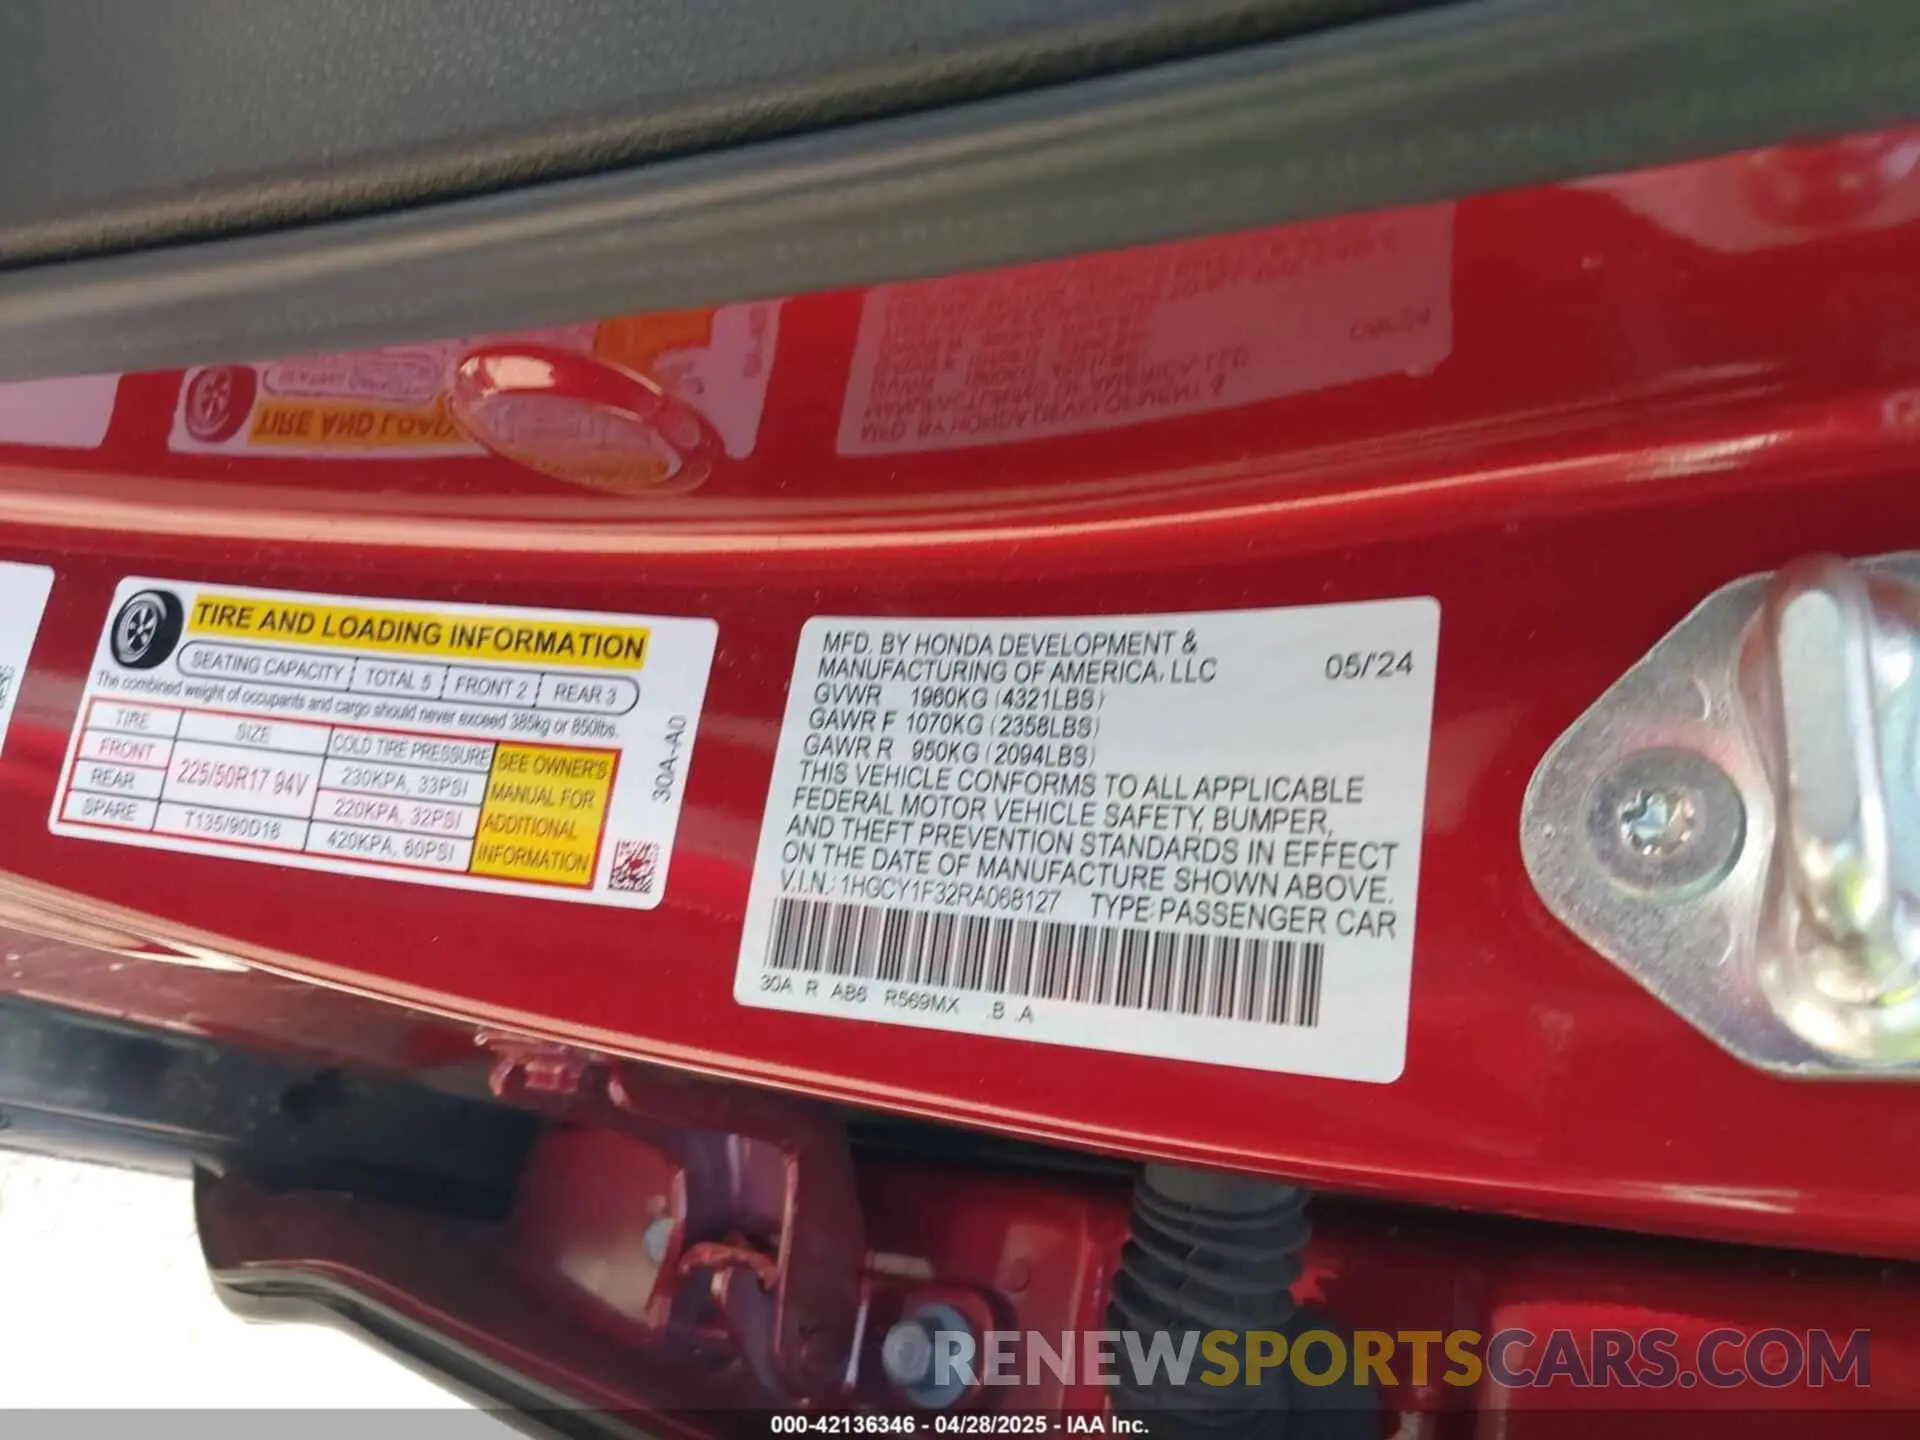 TIRE AND LOADING INFORMATION
SEATING CAPACITY TOTAL 5 FRONT 2 REAR 3
The combined weight of occupants and cargo should never exceed 385kg or 850lbs.
TIRE SIZE COLD TIRE PRESSURE
FRONT 225/50R17 94V 230KPA, 33PSI
REAR 220KPA, 32PSI
SPARE T135/90D16 420KPA, 60PSI
SEE OWNER'S
MANUAL FOR
ADDITIONAL
INFORMATION
30A-A0
MFD. BY HONDA DEVELOPMENT &
MANUFACTURING OF AMERICA, LLC 05/'24
GVWR 1960KG (4321LBS)
GAWR F 1070KG (2358LBS)
GAWR R 950KG (2094LBS)
THIS VEHICLE CONFORMS TO ALL APPLICABLE
FEDERAL MOTOR VEHICLE SAFETY, BUMPER,
AND THEFT PREVENTION STANDARDS IN EFFECT
ON THE DATE OF MANUFACTURE SHOWN ABOVE.
V.I.N.: 1HGCY1F32RA068127 TYPE: PASSENGER CAR
30A R AB6 R569MX .B .A
RENEWSPORTSCARS.COM
000-42136346 - 04/28/2025 - IAA Inc.